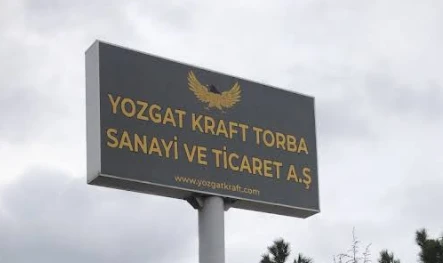 YOZGAT KRAFT TORBA
SANAYİ VE TİCARET A.Ş
www.yozgatkraft.com